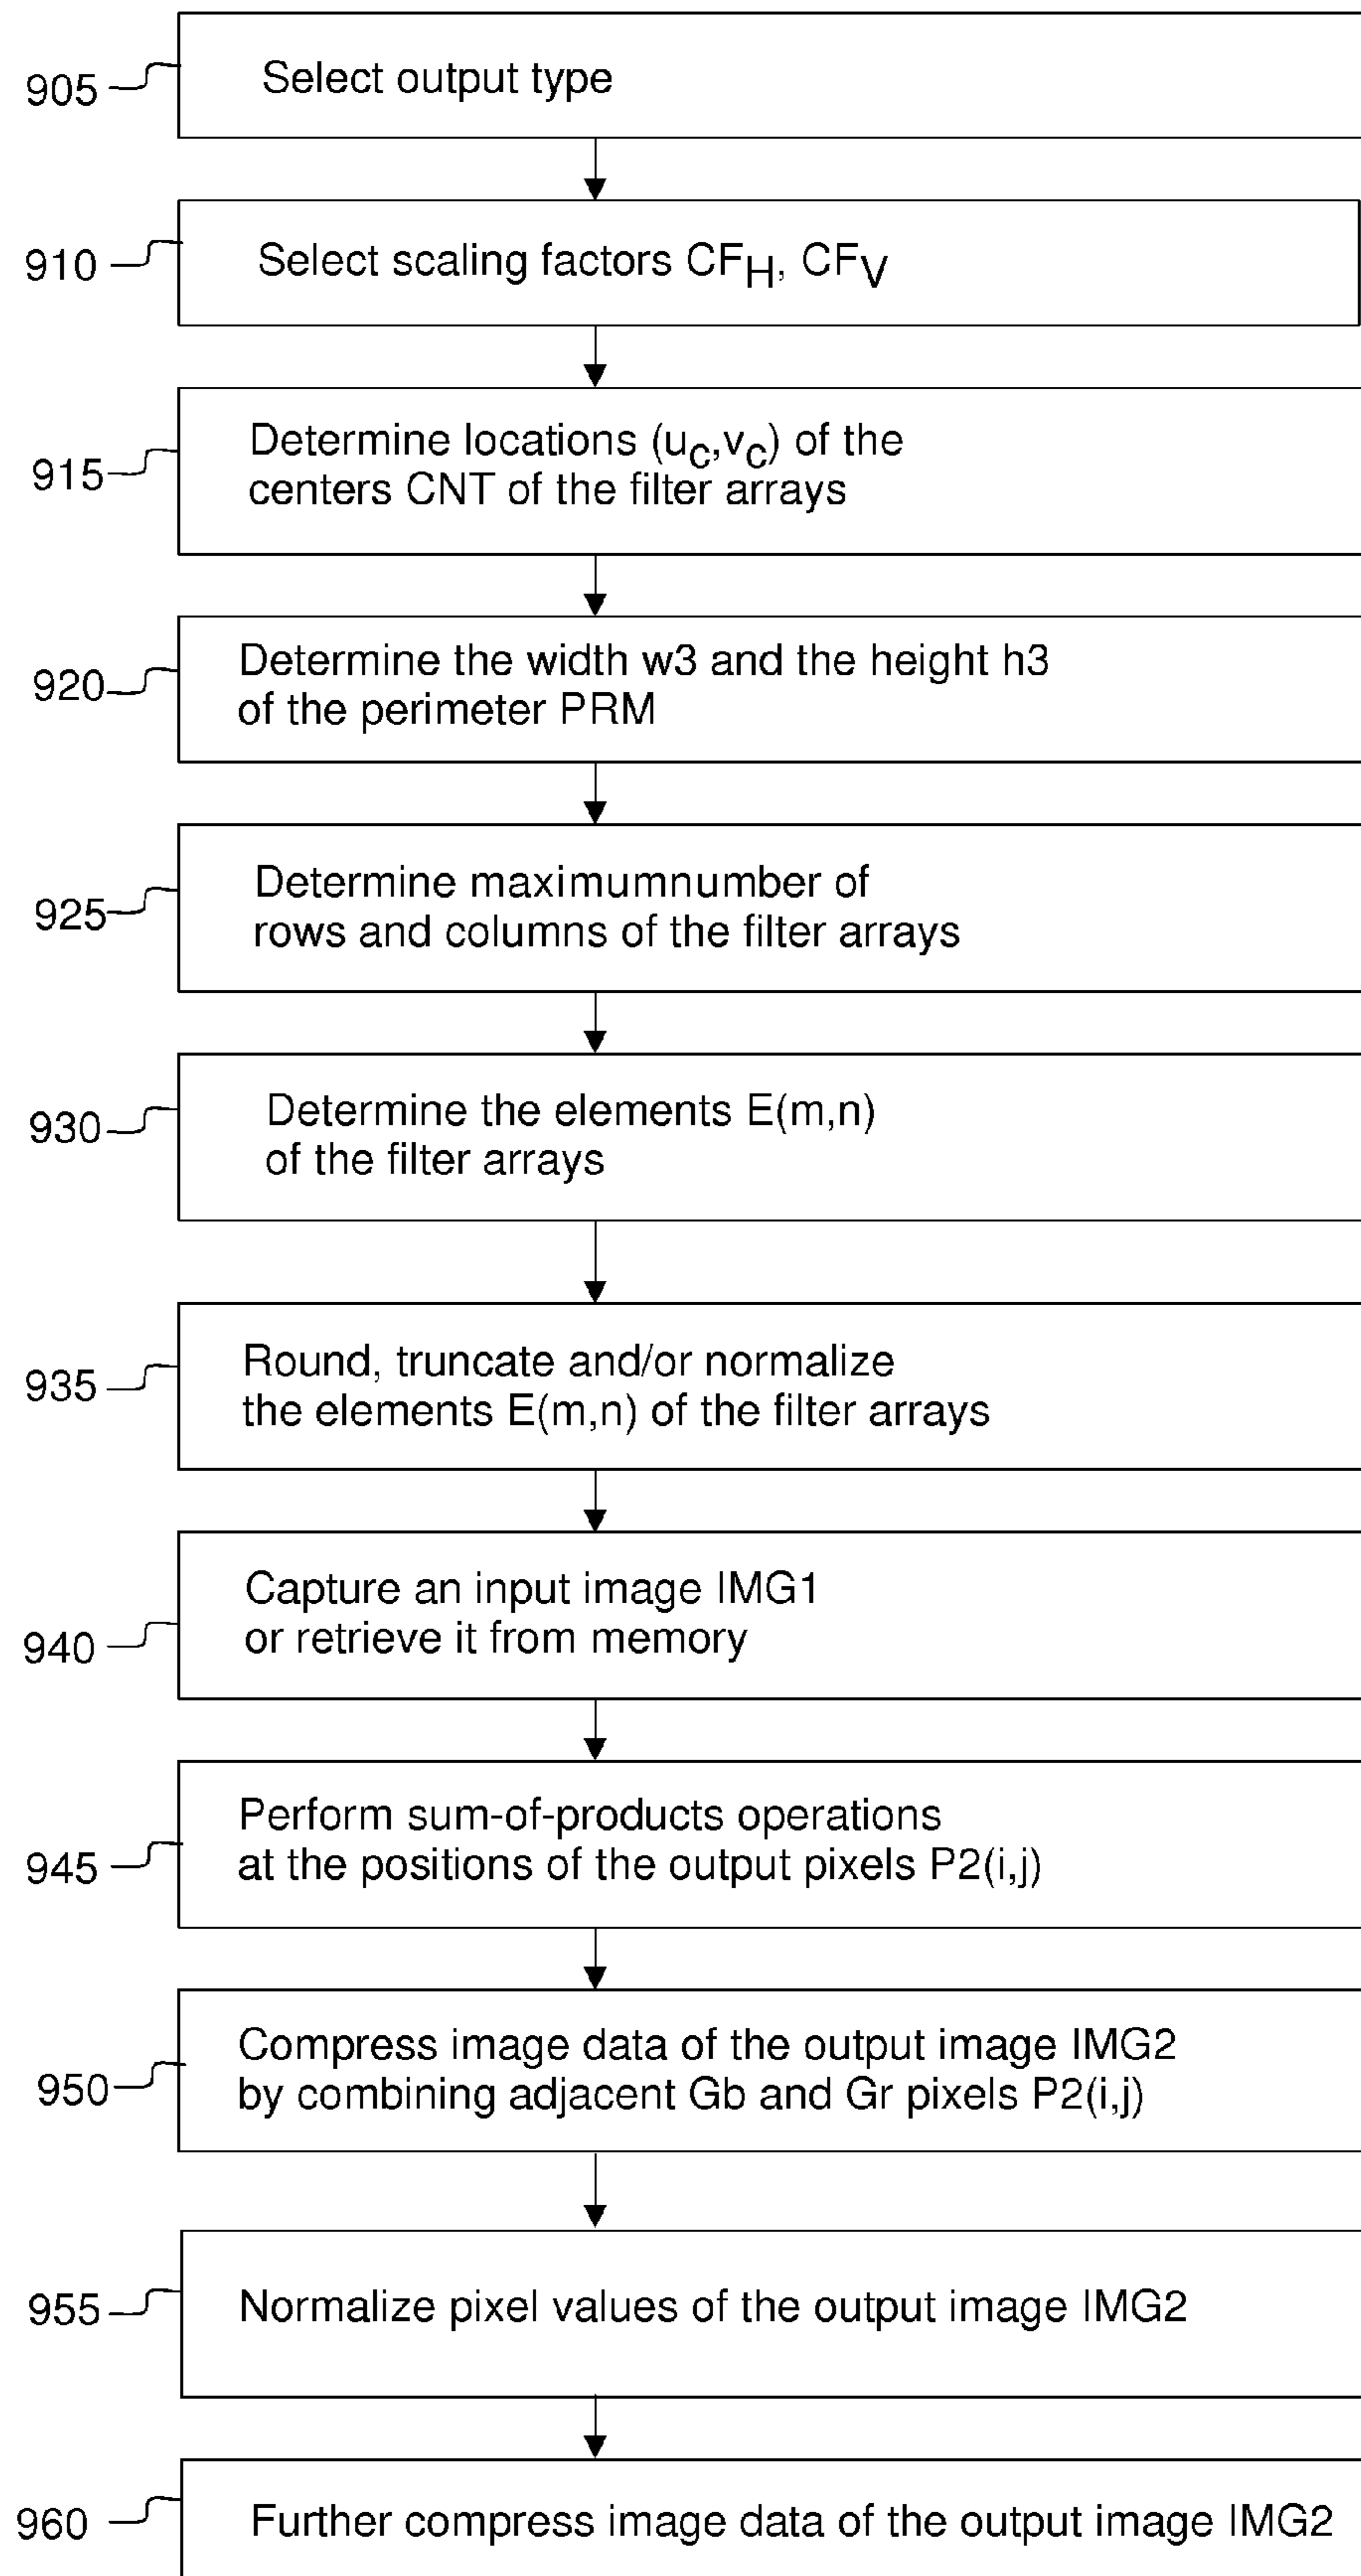 905
Select output type
910
Select scaling factors CFH, CFV
915
Determine locations (uc,vc) of the
centers CNT of the filter arrays
920
Determine the width w3 and the height h3
of the perimeter PRM
925
Determine maximumnumber of
rows and columns of the filter arrays
930
Determine the elements E(m,n)
of the filter arrays
935
Round, truncate and/or normalize
the elements E(m,n) of the filter arrays
940
Capture an input image IMG1
or retrieve it from memory
945
Perform sum-of-products operations
at the positions of the output pixels P2(i,j)
950
Compress image data of the output image IMG2
by combining adjacent Gb and Gr pixels P2(i,j)
955
Normalize pixel values of the output image IMG2
960
Further compress image data of the output image IMG2